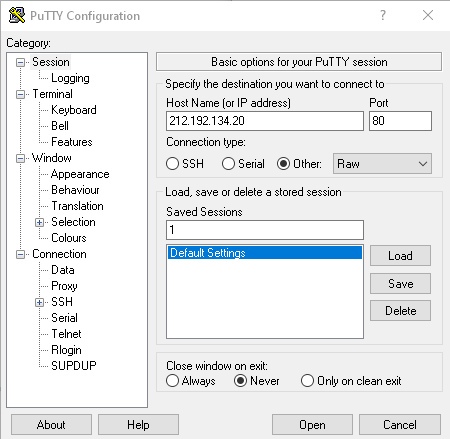 PuTTY Configuration
?
Category:
Session
Logging
Terminal
Keyboard
Bell
Features
Window
Appearance
Behaviour
Translation
Selection
Colours
Connection
Data
Proxy
SSH
Serial
Telnet
Rlogin
SUPDUP
Basic options for your PuTTY session
Specify the destination you want to connect to
Host Name (or IP address) Port
212.192.134.20 80
Connection type:
SSH Serial Other: Raw
Load, save or delete a stored session
Saved Sessions
1
Default Settings
Load
Save
Delete
Close window on exit:
Always Never Only on clean exit
About Help Open Cancel